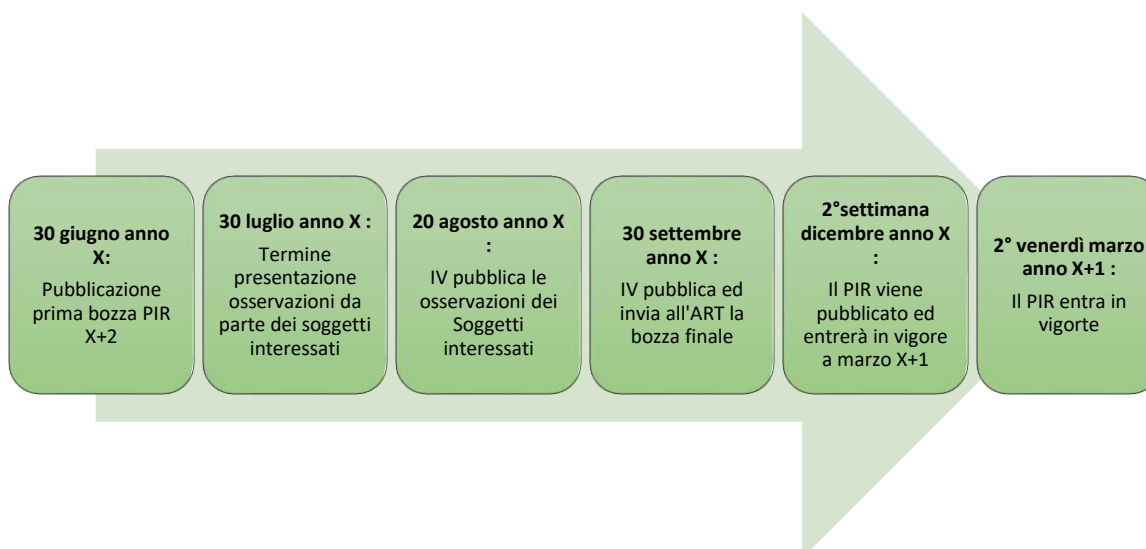 30 giugno anno
X:
Pubblicazione
prima bozza PIR
X+2
30 luglio anno X :
Termine
presentazione
osservazioni da
parte dei soggetti
interessati
20 agosto anno X
:
IV pubblica le
osservazioni dei
Soggetti
interessati
30 settembre
anno X :
IV pubblica ed
invia all'ART la
bozza finale
2°settimana
dicembre anno X
:
Il PIR viene
pubblicato ed
entrerà in vigore
a marzo X+1
2° venerdì marzo
anno X+1 :
Il PIR entra in
vigorte